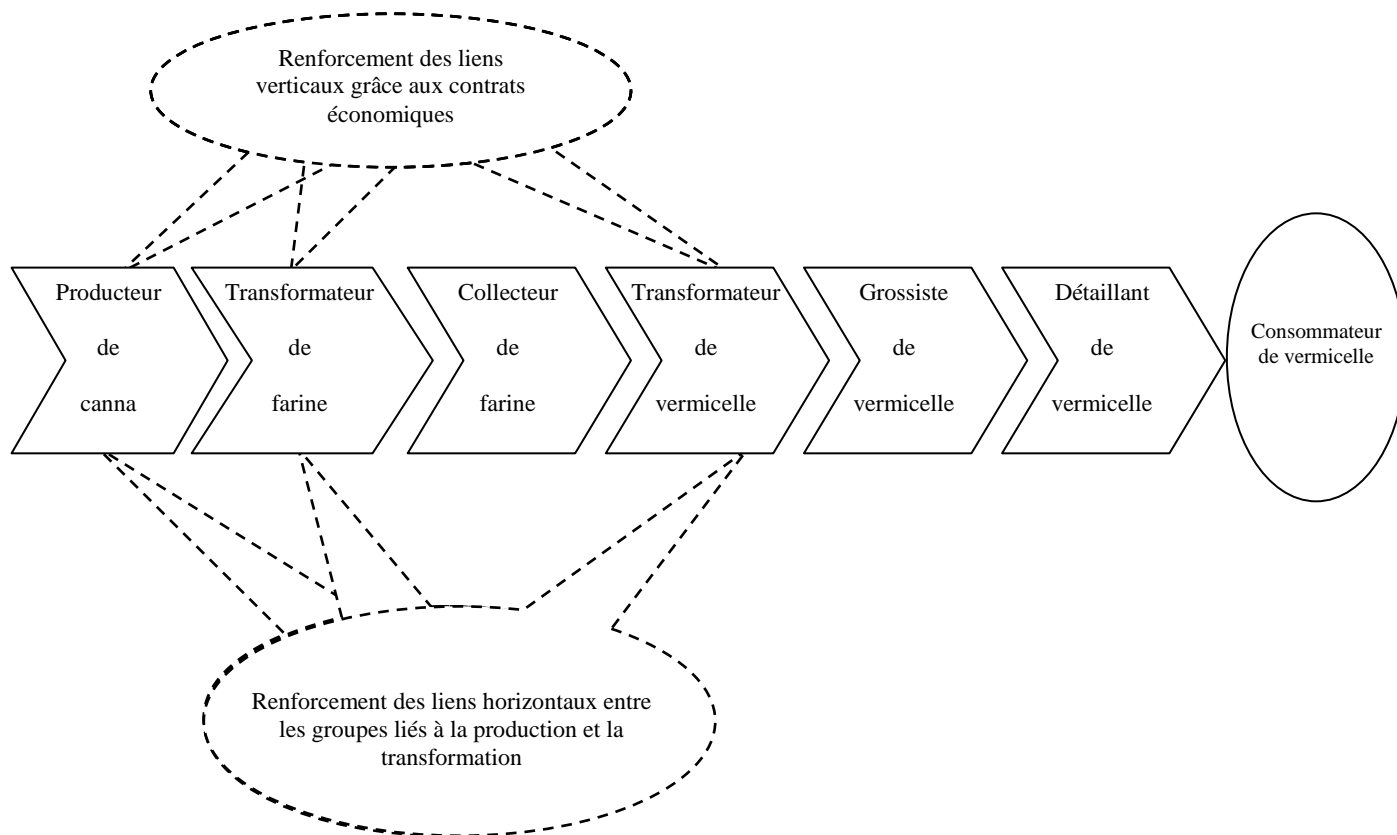 Renforcement des liens
verticaux grâce aux contrats
économiques
Producteur
de
canna
Transformateur
de
farine
Collecteur
de
farine
Transformateur
de
vermicelle
Grossiste
de
vermicelle
Détaillant
de
vermicelle
Consommateur
de vermicelle
Renforcement des liens horizontaux entre
les groupes liés à la production et la
transformation